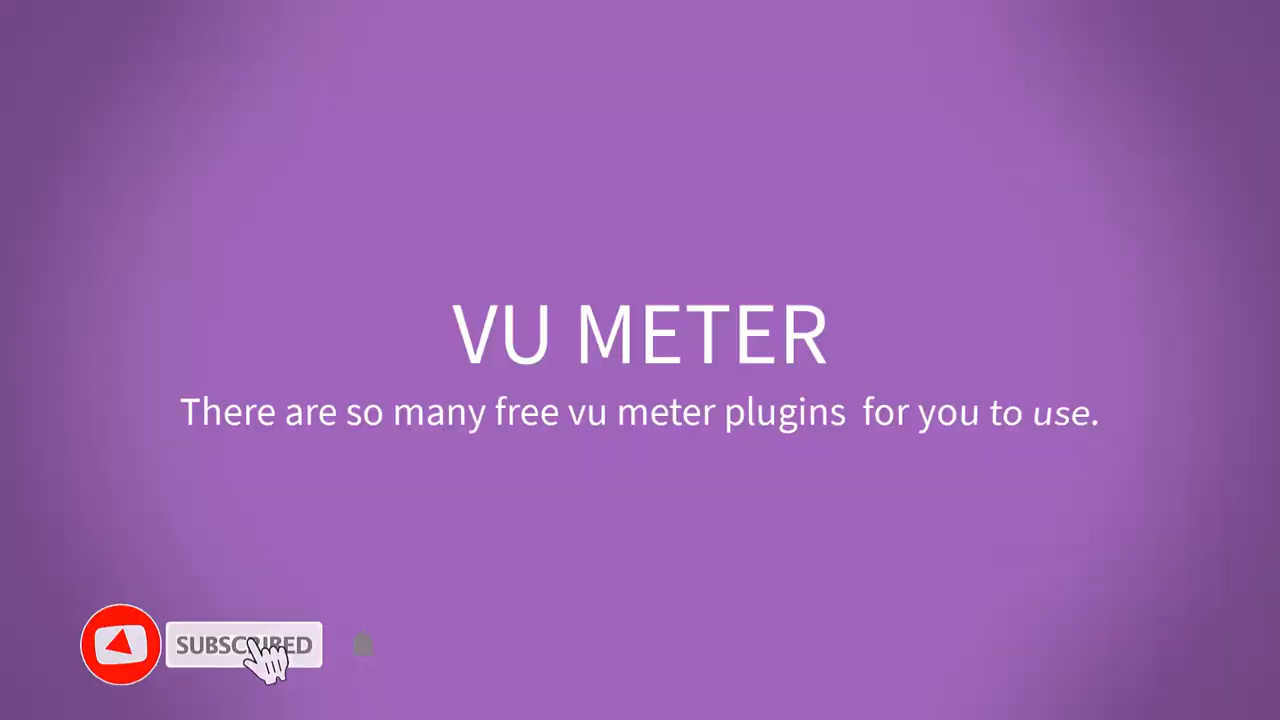 VU METER
There are so many free vu meter plugins for you to use.
SUBSCRIBED